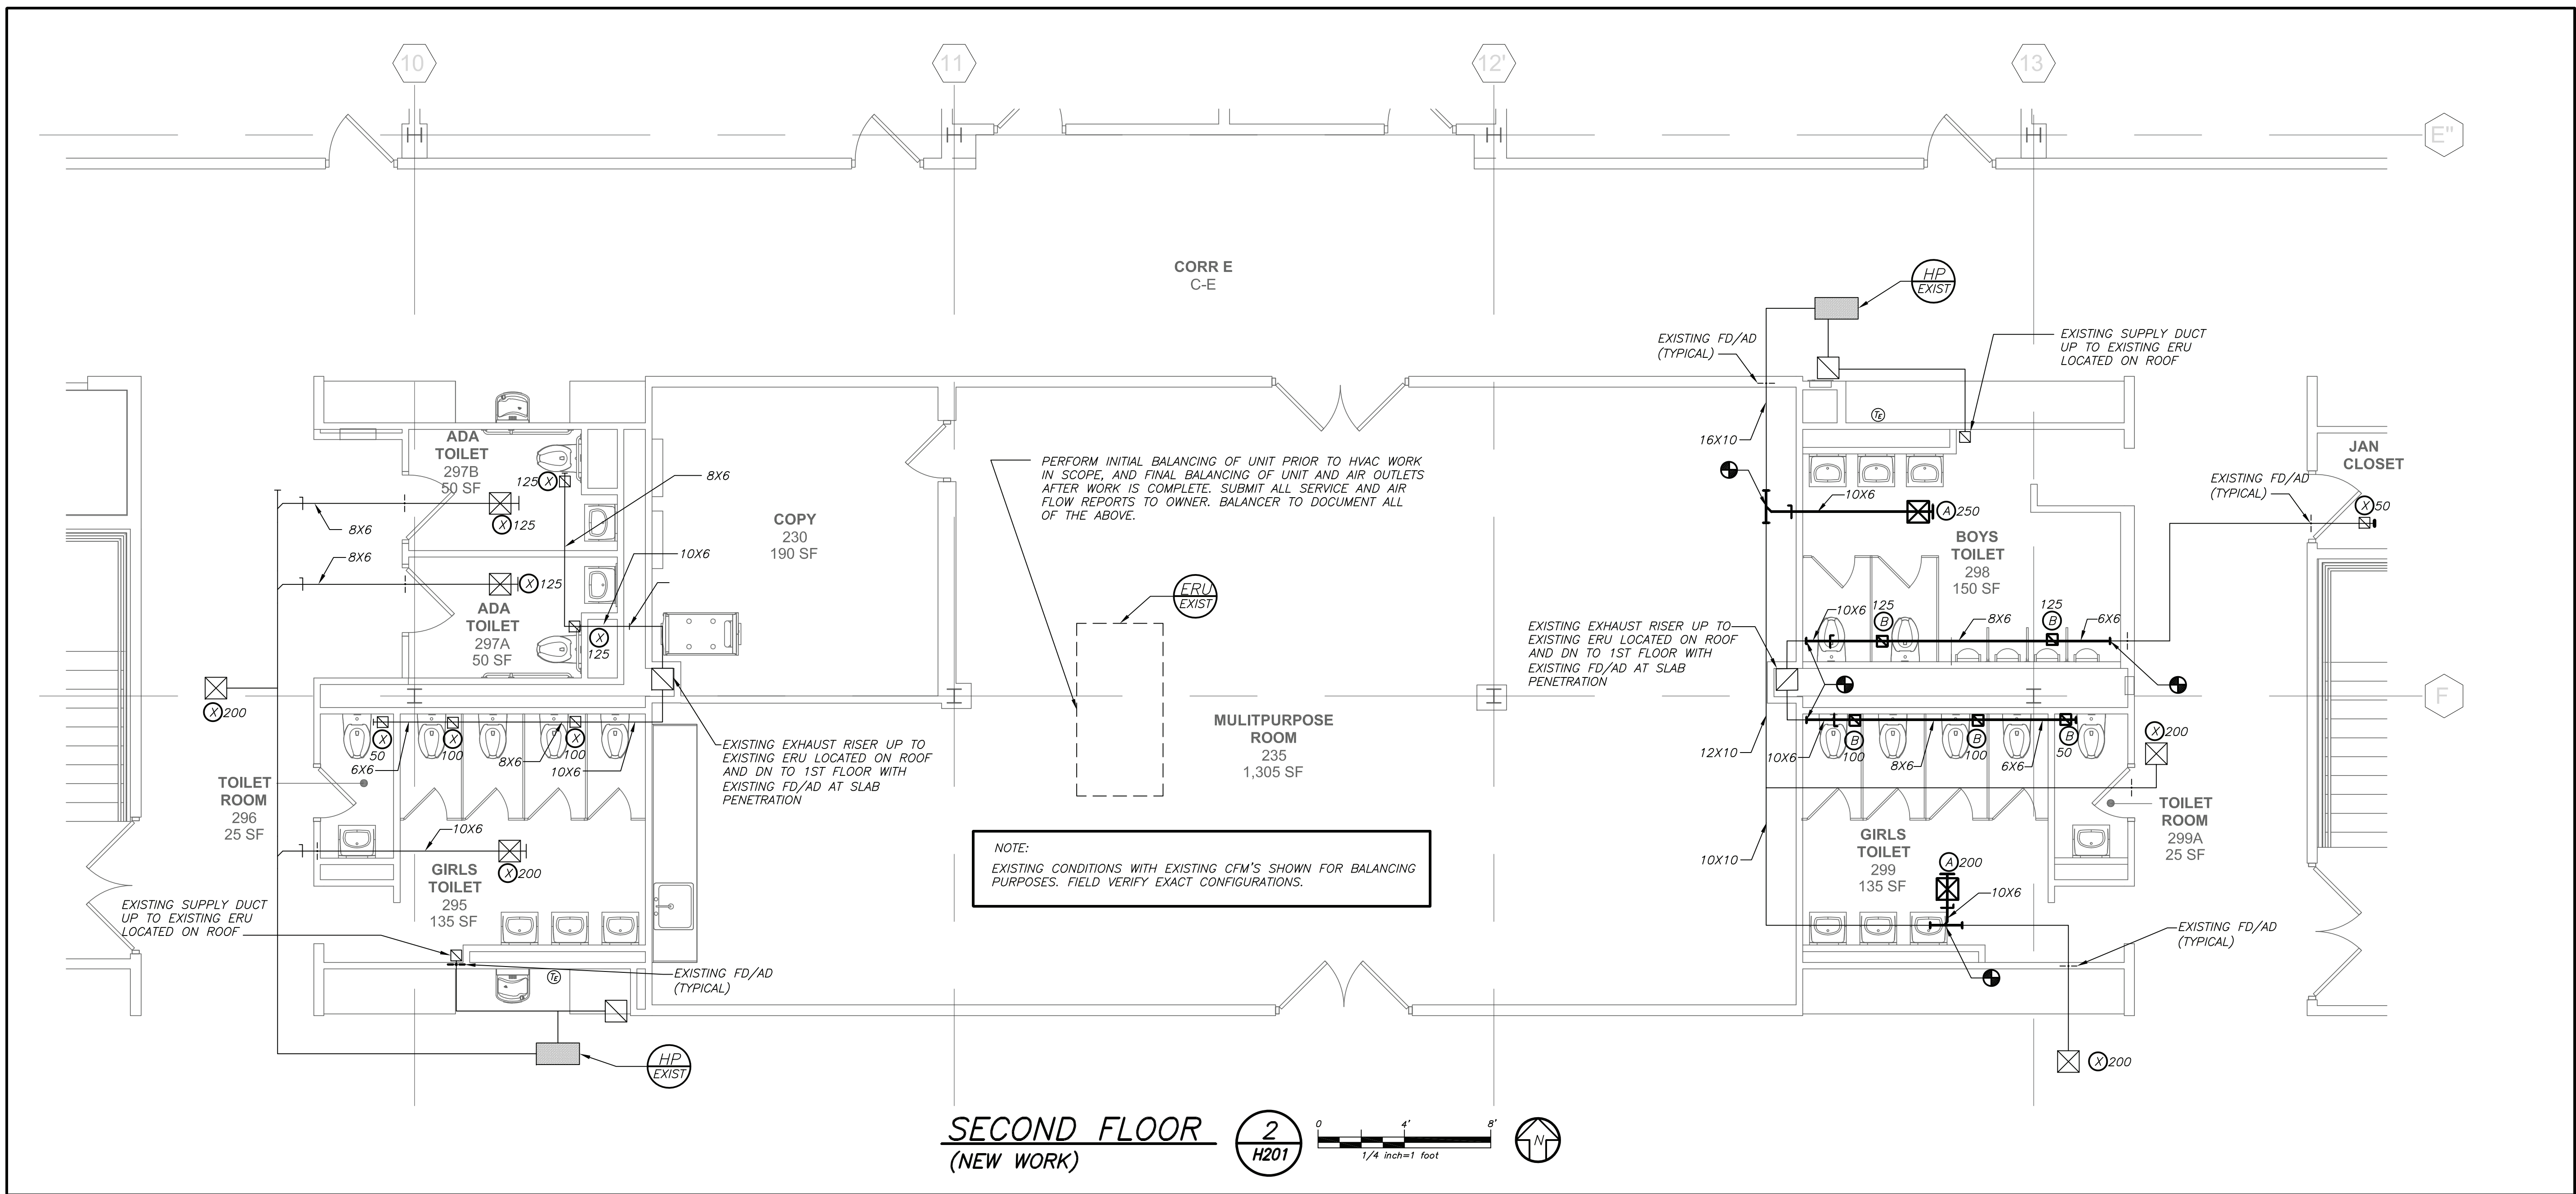 10
11
12'
13
E"
CORR E
C-E
HP
EXIST
EXISTING FD/AD
(TYPICAL)
EXISTING SUPPLY DUCT
UP TO EXISTING ERU
LOCATED ON ROOF
TE
16X10
ADA
TOILET
297B
50 SF
125 X
X 125
8X6
8X6
8X6
X 125
ADA
TOILET
297A
50 SF
X
125
10X6
COPY
230
190 SF
PERFORM INITIAL BALANCING OF UNIT PRIOR TO HVAC WORK
IN SCOPE, AND FINAL BALANCING OF UNIT AND AIR OUTLETS
AFTER WORK IS COMPLETE. SUBMIT ALL SERVICE AND AIR
FLOW REPORTS TO OWNER. BALANCER TO DOCUMENT ALL
OF THE ABOVE.
ERU
EXIST
10X6
A 250
BOYS
TOILET
298
150 SF
JAN
CLOSET
EXISTING FD/AD
(TYPICAL)
X 50
10X6
125
B
8X6
125
B
6X6
EXISTING EXHAUST RISER UP TO
EXISTING ERU LOCATED ON ROOF
AND DN TO 1ST FLOOR WITH
EXISTING FD/AD AT SLAB
PENETRATION
F
X 200
X
50
X
100
X
100
6X6
8X6
10X6
EXISTING EXHAUST RISER UP TO
EXISTING ERU LOCATED ON ROOF
AND DN TO 1ST FLOOR WITH
EXISTING FD/AD AT SLAB
PENETRATION
MULITPURPOSE
ROOM
235
1,305 SF
12X10
10X6
B
100
8X6
B
100
6X6
B
50
X 200
TOILET
ROOM
296
25 SF
10X6
X 200
GIRLS
TOILET
295
135 SF
NOTE:
EXISTING CONDITIONS WITH EXISTING CFM'S SHOWN FOR BALANCING
PURPOSES. FIELD VERIFY EXACT CONFIGURATIONS.
10X10
GIRLS
TOILET
299
135 SF
A 200
10X6
TOILET
ROOM
299A
25 SF
EXISTING SUPPLY DUCT
UP TO EXISTING ERU
LOCATED ON ROOF
TE
EXISTING FD/AD
(TYPICAL)
EXISTING FD/AD
(TYPICAL)
HP
EXIST
X 200
SECOND FLOOR
(NEW WORK)
2
H201
0 4' 8'
1/4 inch=1 foot
N